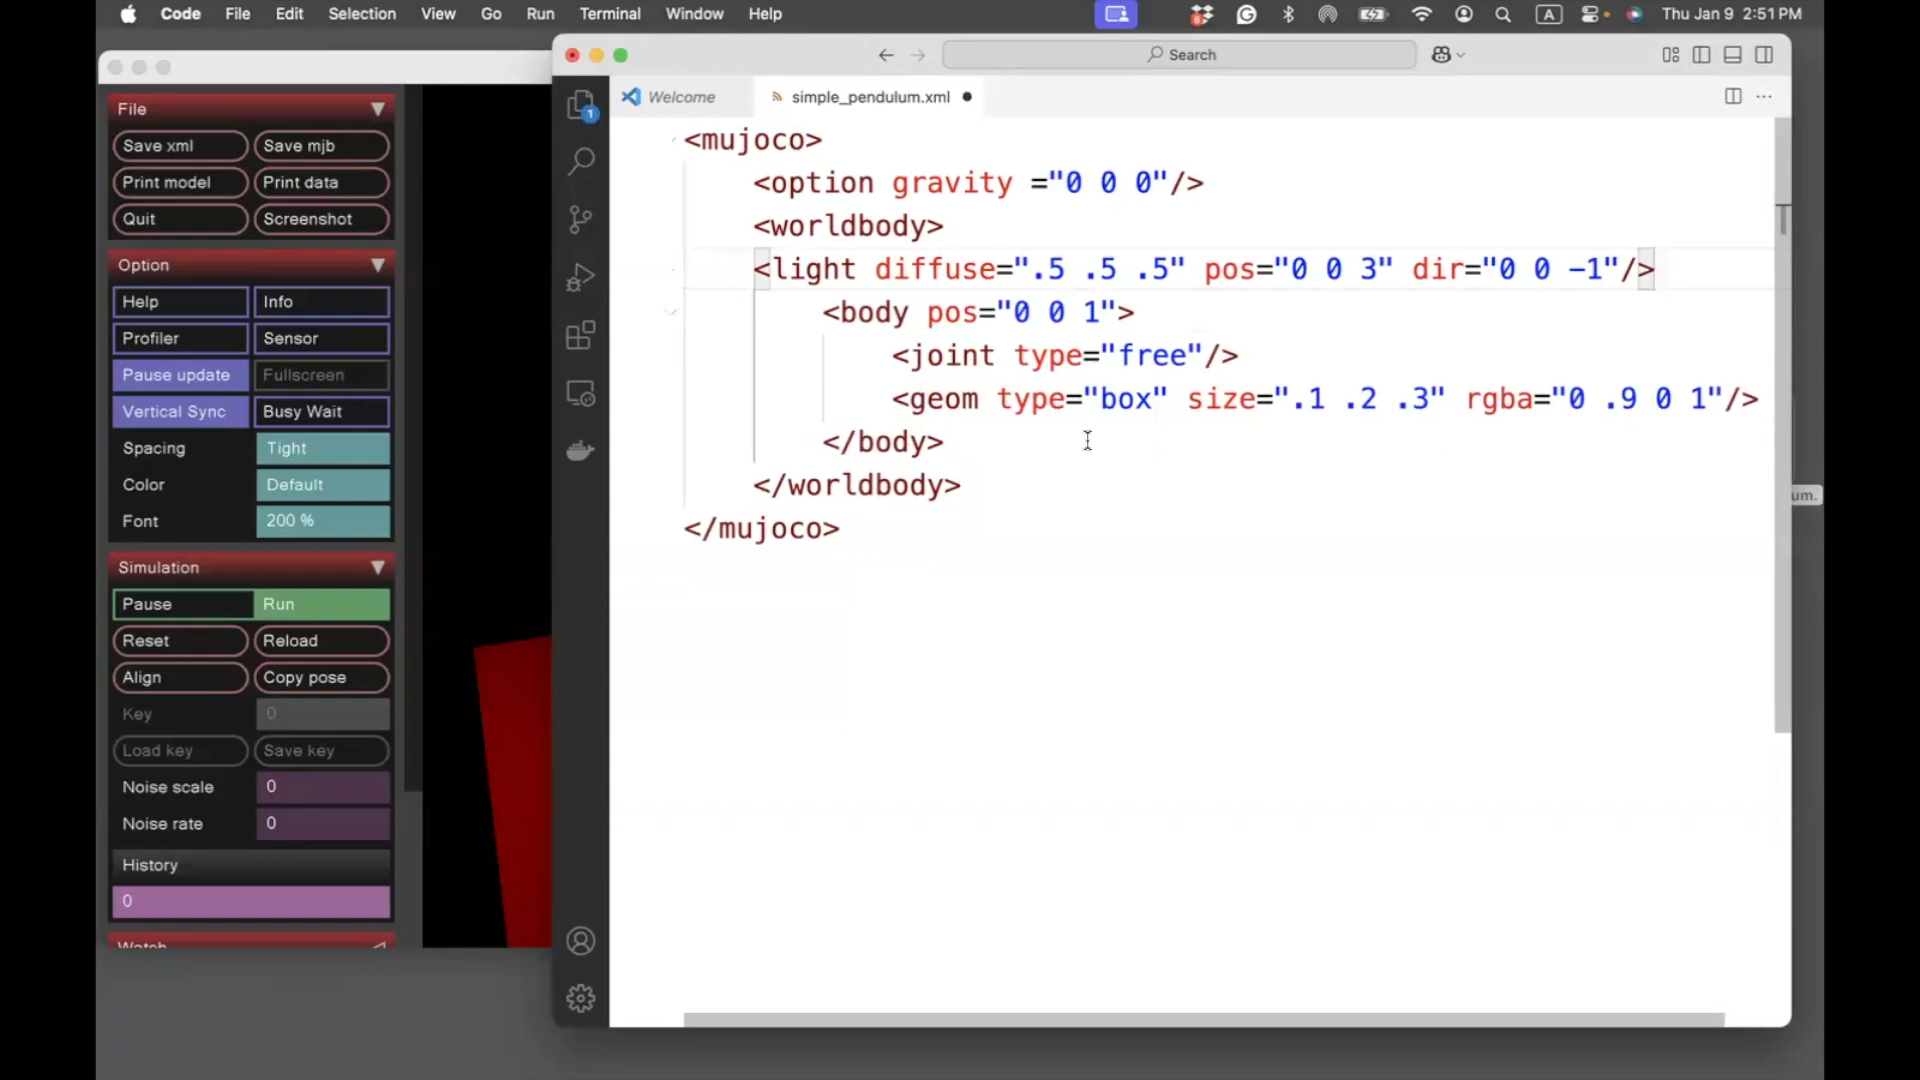 Code File Edit Selection View Go Run Terminal Window Help
6 A Thu Jan 9 2:51 PM
Search
File
Save xml Save mjb
Print model Print data
Quit Screenshot
Option
Help Info
Profiler Sensor
Pause update Fullscreen
Vertical Sync Busy Wait
Spacing Tight
Color Default
Font 200 %
Simulation
Pause Run
Reset Reload
Align Copy pose
Key 0
Load key Save key
Noise scale 0
Noise rate 0
History
0
Watch
1
Welcome simple_pendulum.xml
<mujoco>
<option gravity ="0 0 0"/>
<worldbody>
<light diffuse=".5 .5 .5" pos="0 0 3" dir="0 0 -1"/>
<body pos="0 0 1">
<joint type="free"/>
<geom type="box" size=".1 .2 .3" rgba="0 .9 0 1"/>
</body>
</worldbody>
</mujoco>
um.